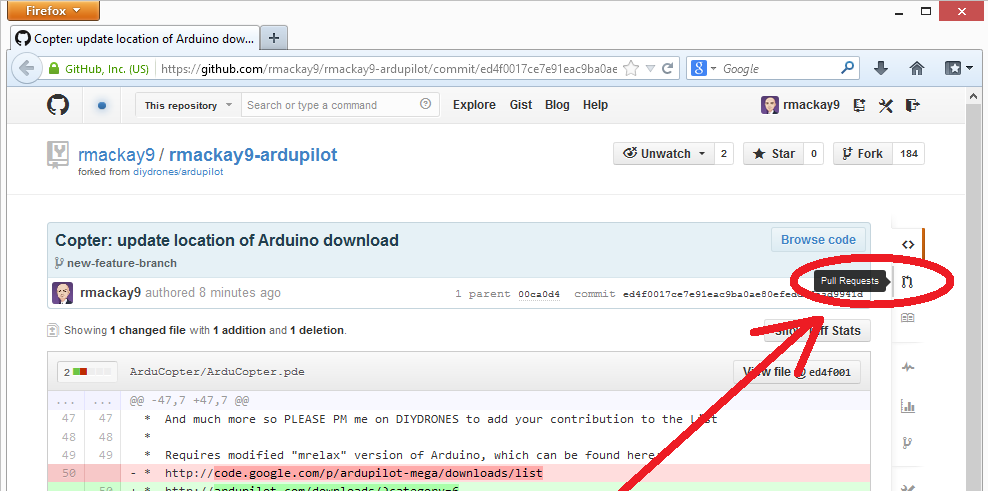 Firefox
Copter: update location of Arduino dow...
GitHub, Inc. (US) https://github.com/rmackay9/rmackay9-ardupilot/commit/ed4f0017ce7e91eac9ba0ae Google
This repository Search or type a command Explore Gist Blog Help rmackay9
rmackay9 / rmackay9-ardupilot Unwatch 2 Star 0 Fork 184
forked from diydrones/ardupilot
Copter: update location of Arduino download Browse code
new-feature-branch
Pull Requests
rmackay9 authored 8 minutes ago 1 parent 00ca0d4 commit
Showing 1 changed file with 1 addition and 1 deletion. Stats
2 ArduCopter/ArduCopter.pde View file @ ed4f001
... ... @@ -47,7 +47,7 @@
47 47 * And much more so PLEASE PM me on DIYDRONES to add your contribution to the List
48 48 *
49 49 * Requires modified "mrelax" version of Arduino, which can be found here:
50 - * http://code.google.com/p/ardupilot-mega/downloads/list
50 + * http://ardupilot.com/downloads/?category=6